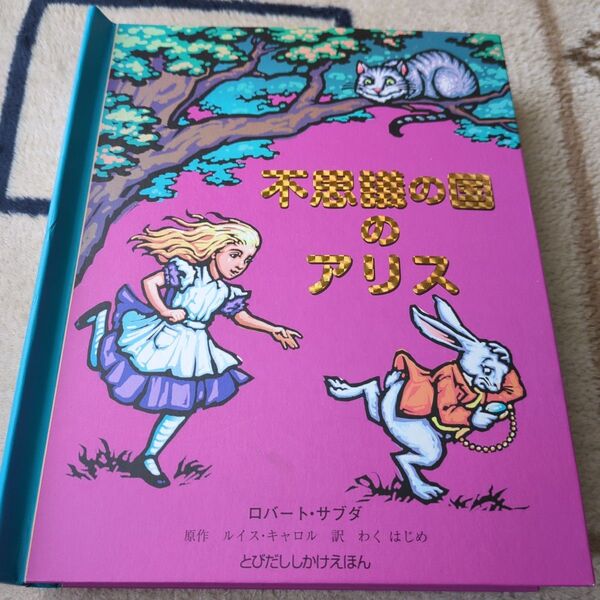 不思議の国
の
アリス
ロバート・サブダ
原作 ルイス・キャロル 訳 わく はじめ
とびだししかけえほん